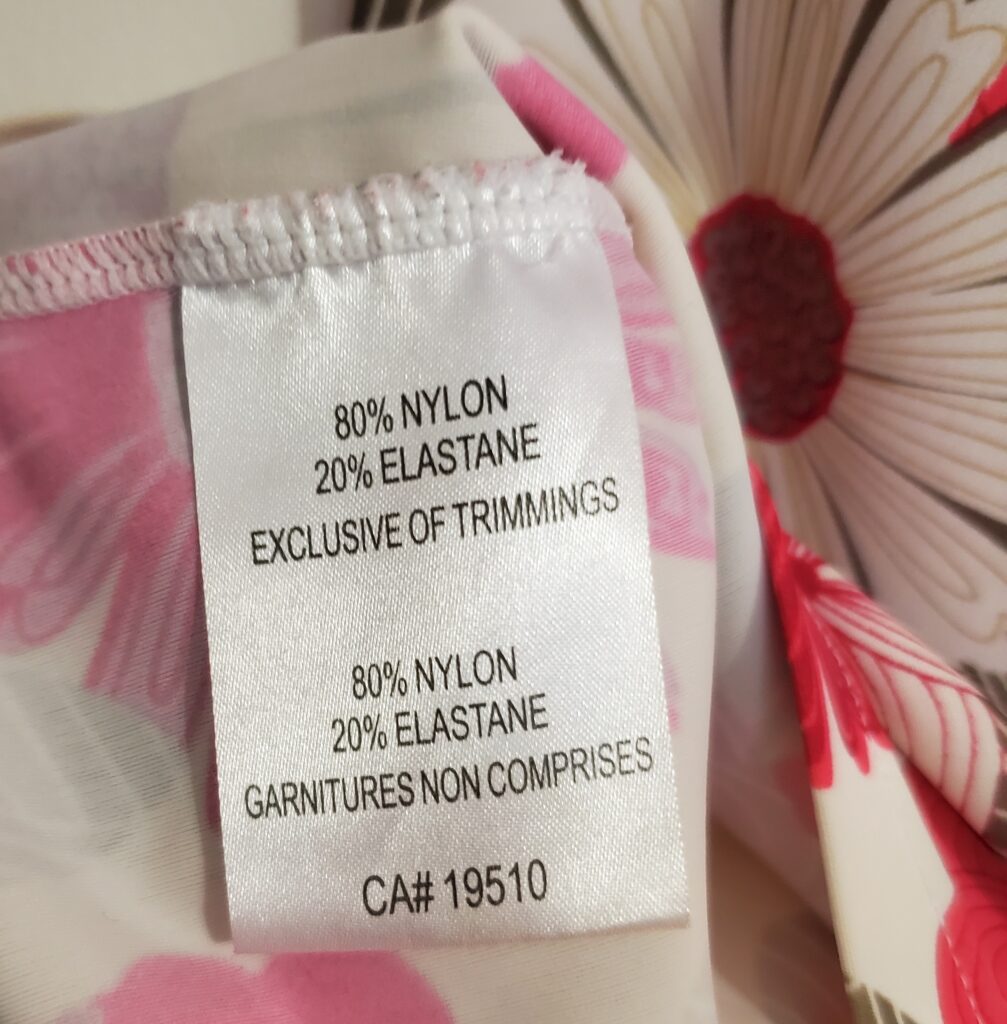 80% NYLON
20% ELASTANE
EXCLUSIVE OF TRIMMINGS
80% NYLON
20% ELASTANE
GARNITURES NON COMPRISES
CA# 19510